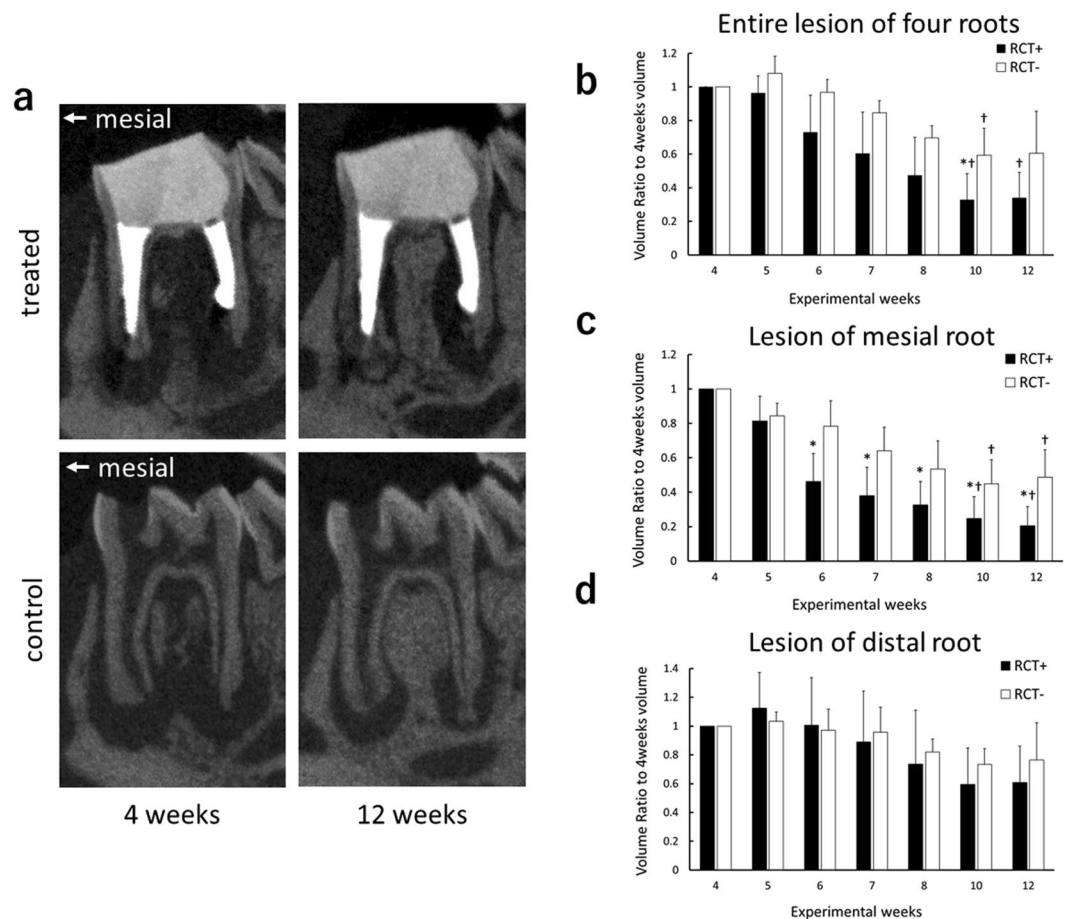 a
← mesial
treated
← mesial
control
4 weeks
12 weeks
Entire lesion of four roots
b
RCT+
RCT-
Volume Ratio to 4weeks volume
1.2
1
0.8
0.6
0.4
0.2
0
*†
†
†
4 5 6 7 8 10 12
Experimental weeks
c
Lesion of mesial root
RCT+
RCT-
Volume Ratio to 4weeks volume
1.2
1
0.8
0.6
0.4
0.2
0
*
*
*
*†
†
*†
†
4 5 6 7 8 10 12
Experimental weeks
d
Lesion of distal root
RCT+
RCT-
Volume Ratio to 4weeks volume
1.4
1.2
1
0.8
0.6
0.4
0.2
0
4 5 6 7 8 10 12
Experimental weeks